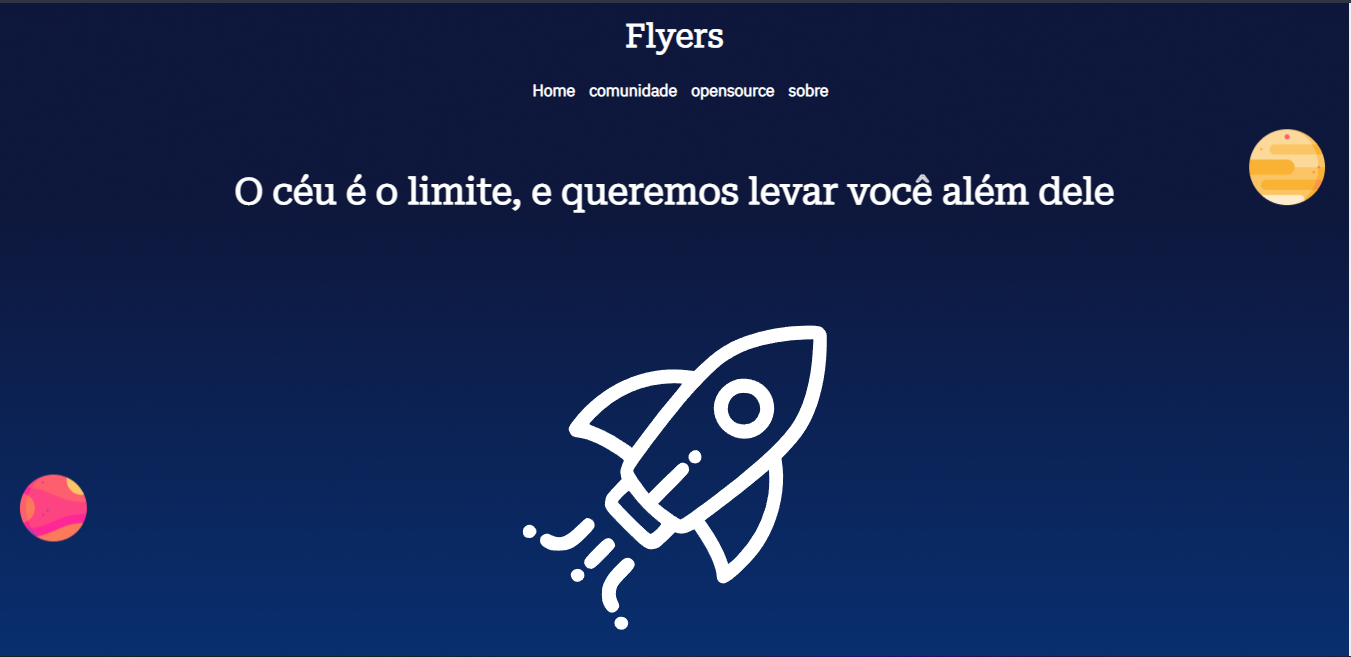 Flyers
Home comunidade opensource sobre
O céu é o limite, e queremos levar você além dele